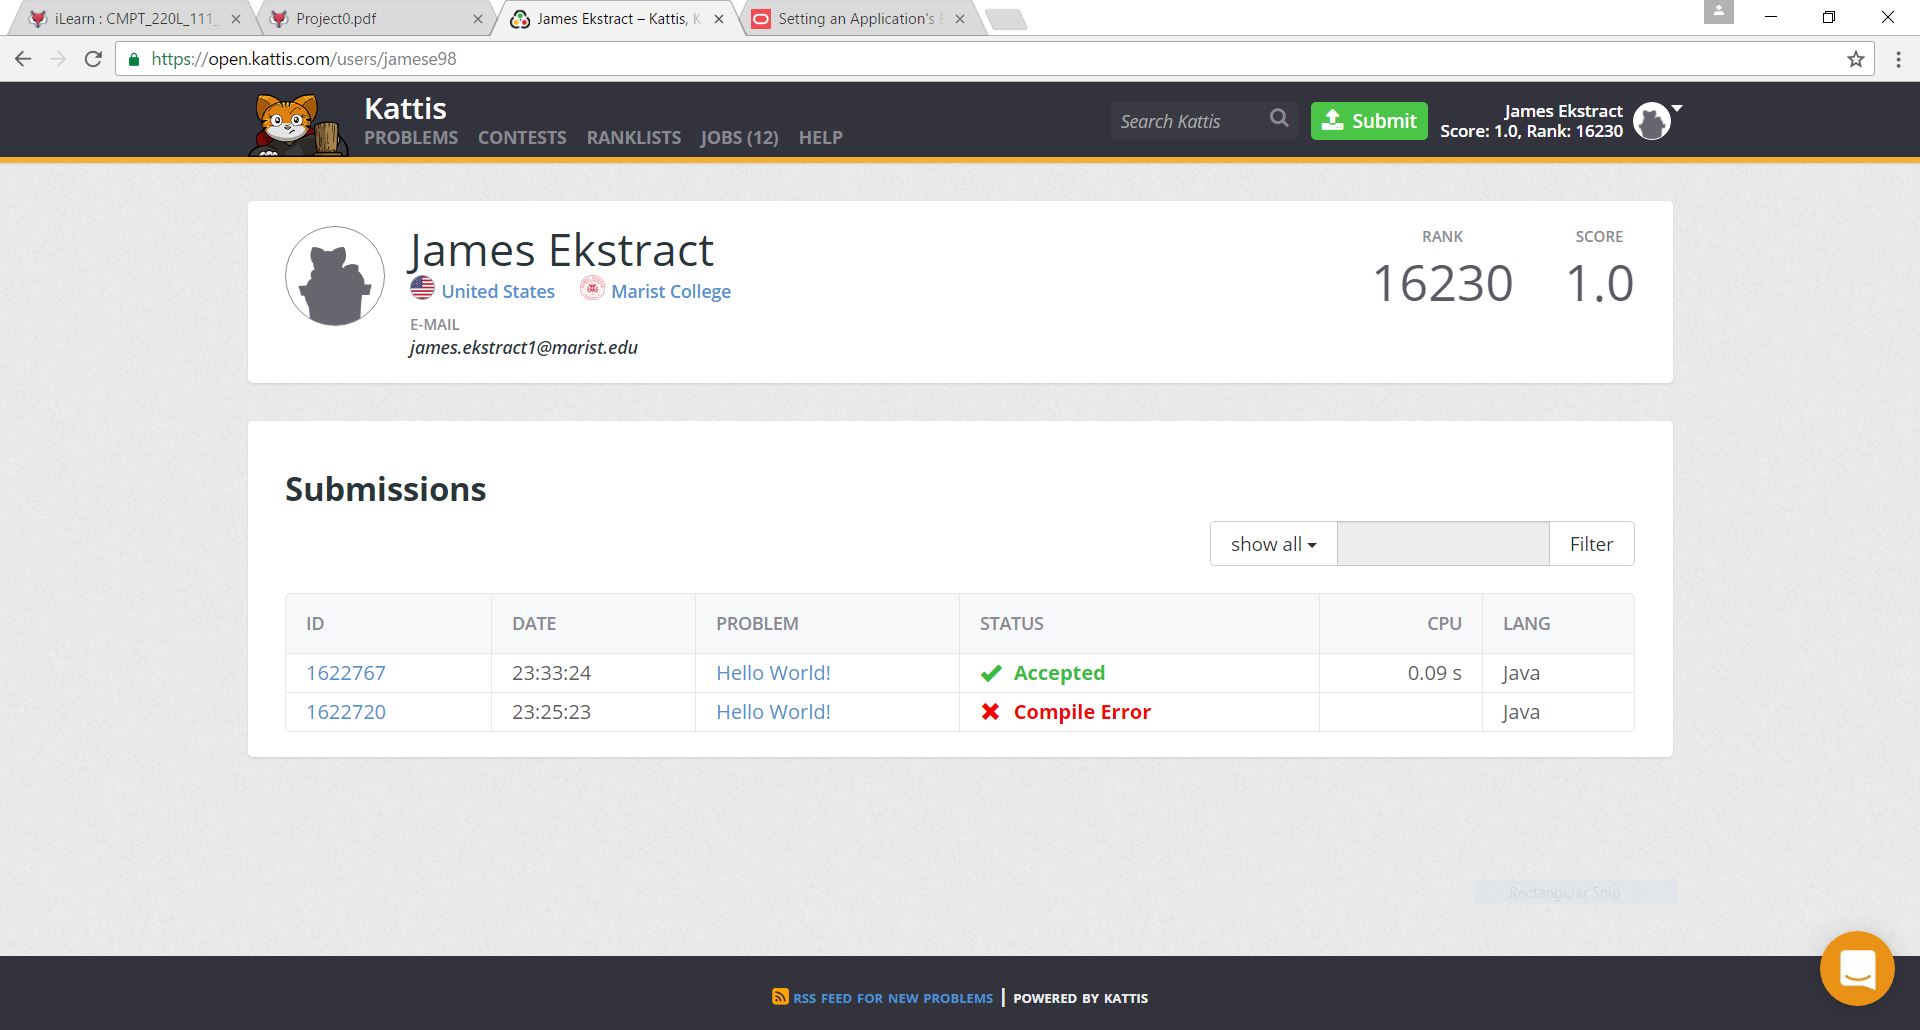 iLearn : CMPT_220L_111_
Project0.pdf
James Ekstract – Kattis, K
Setting an Application's E
https://open.kattis.com/users/jamese98
Kattis
PROBLEMS CONTESTS RANKLISTS JOBS (12) HELP
Search Kattis
Submit
James Ekstract
Score: 1.0, Rank: 16230
James Ekstract
United States Marist College
E-MAIL
james.ekstract1@marist.edu
RANK SCORE
16230 1.0
Submissions
show all Filter
ID DATE PROBLEM STATUS CPU LANG
1622767 23:33:24 Hello World! Accepted 0.09 s Java
1622720 23:25:23 Hello World! Compile Error Java
Rectangular Snip
RSS FEED FOR NEW PROBLEMS | POWERED BY KATTIS